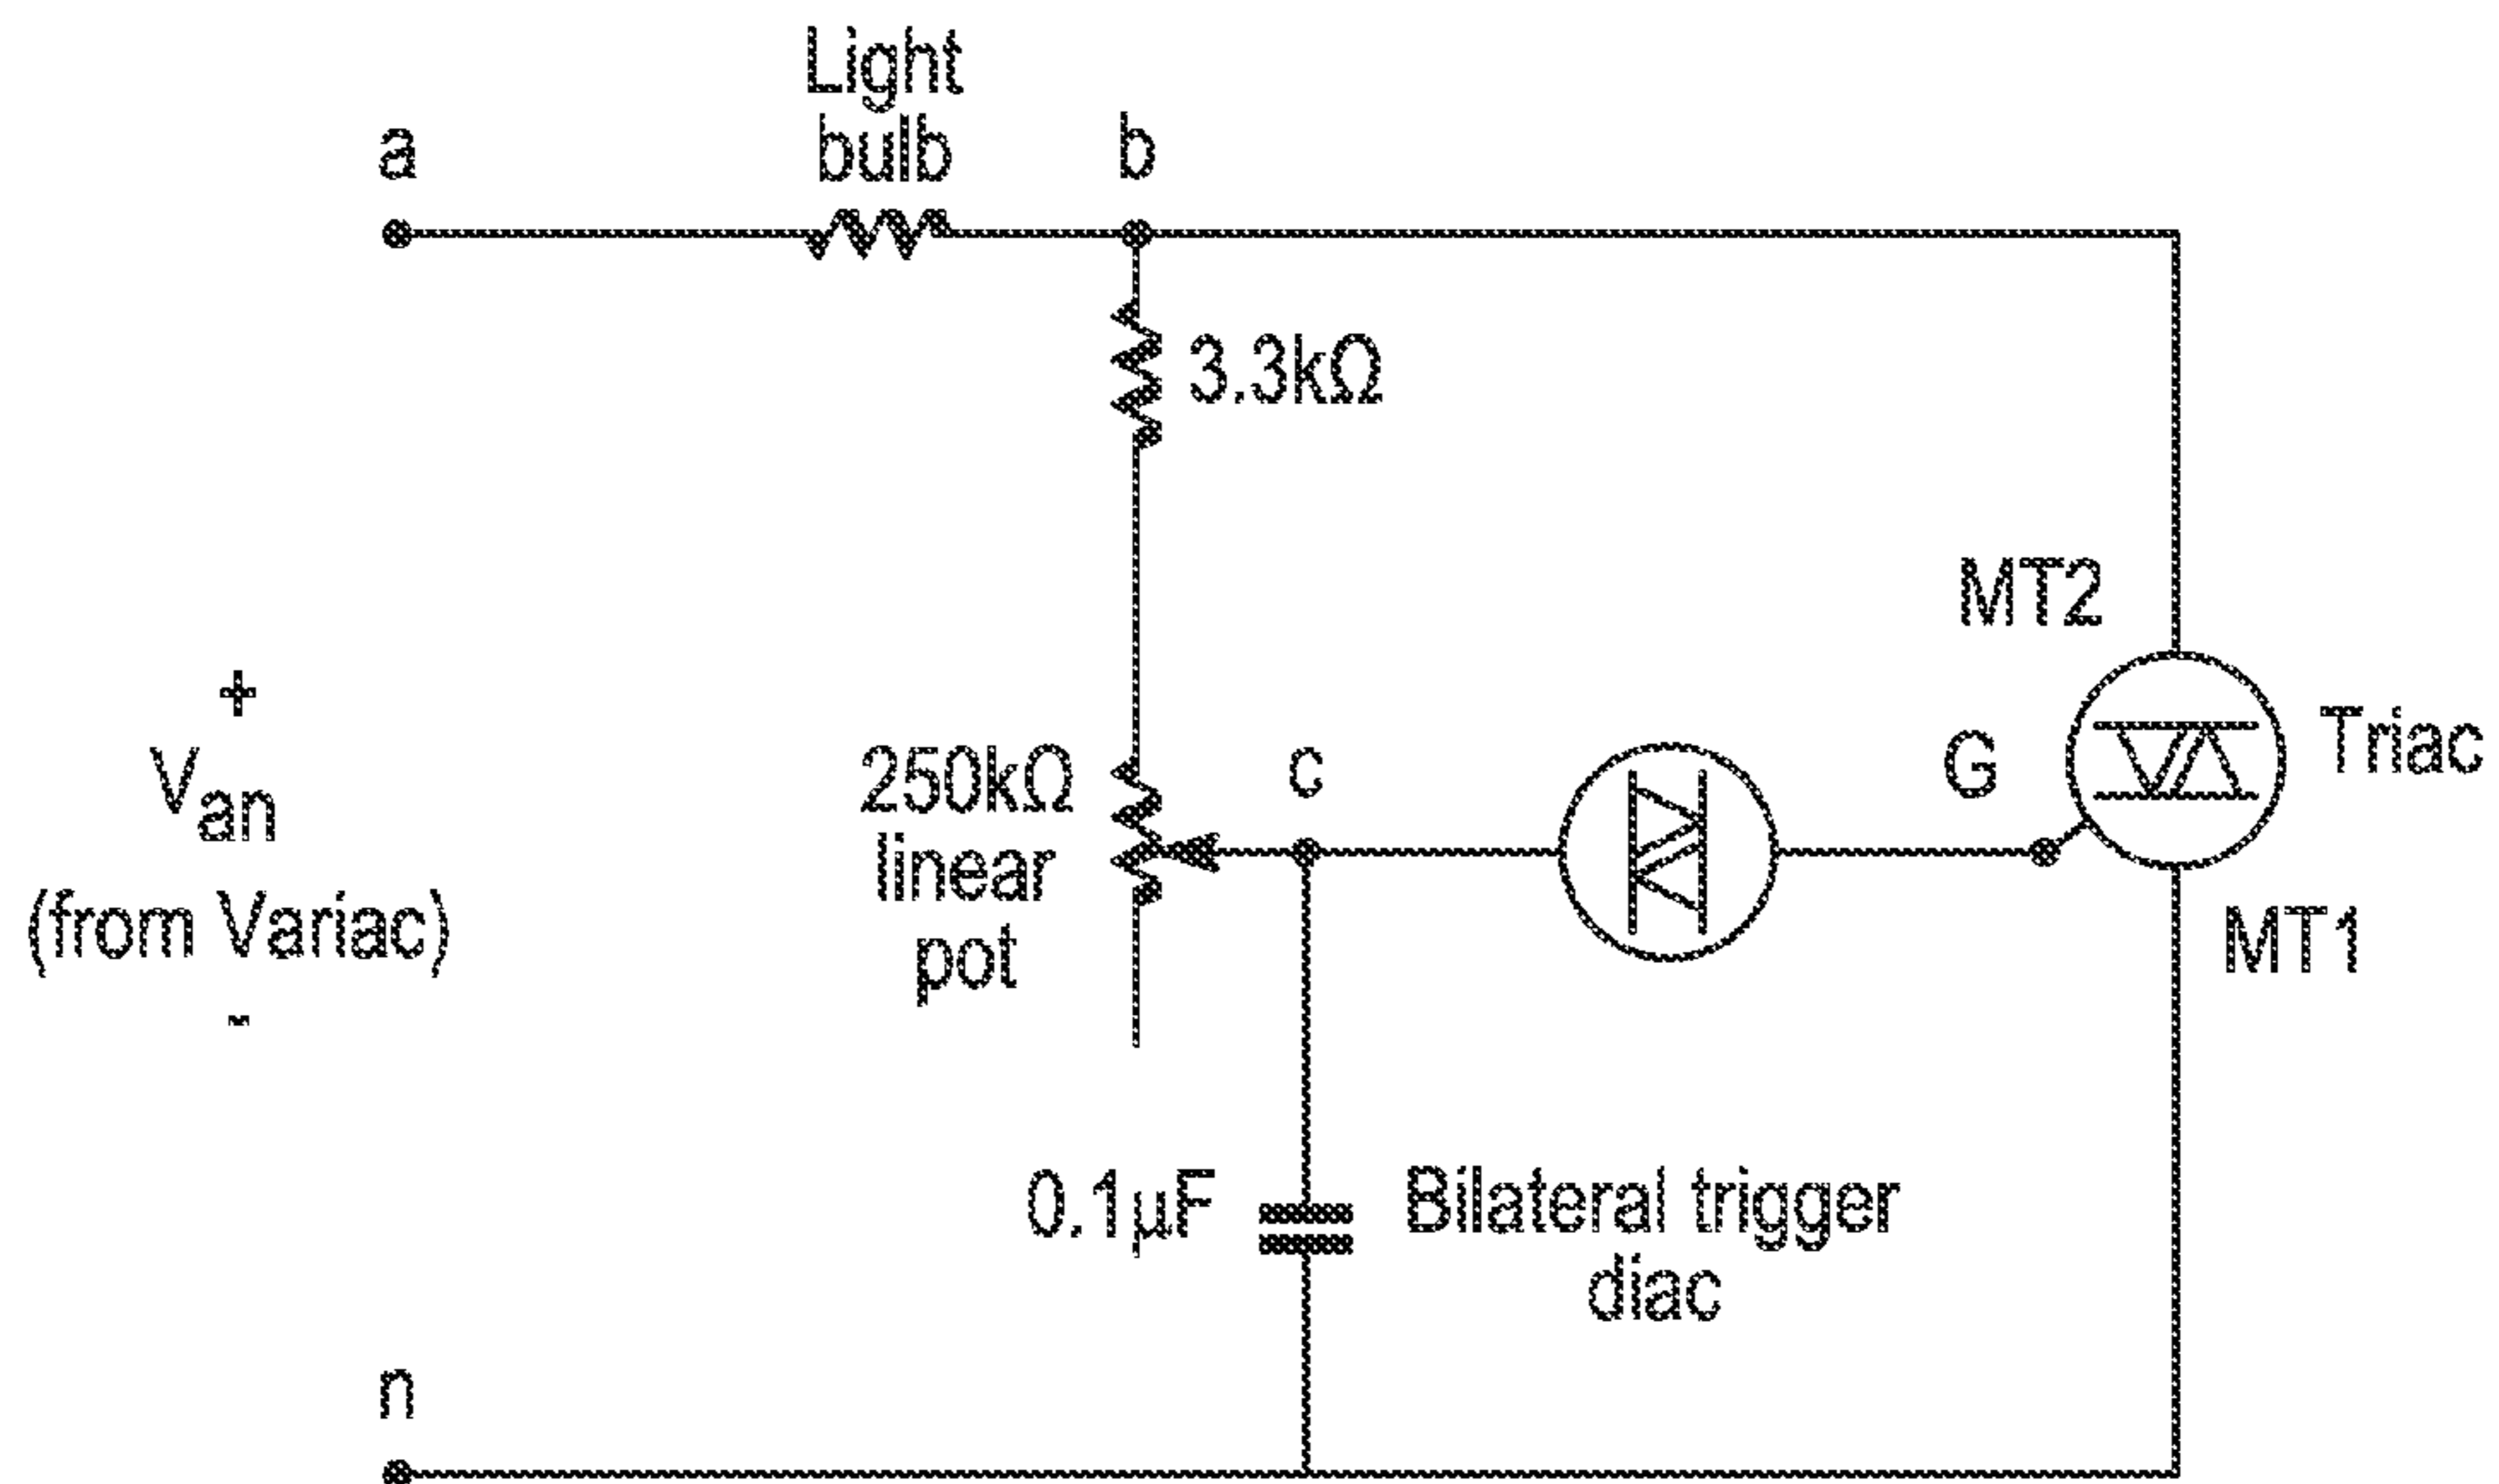 Light
bulb
a
b
3.3kΩ
MT2
+
Van
(from Variac)
-
250kΩ
linear
pot
c
G
Triac
MT1
0.1µF
Bilateral trigger
diac
n